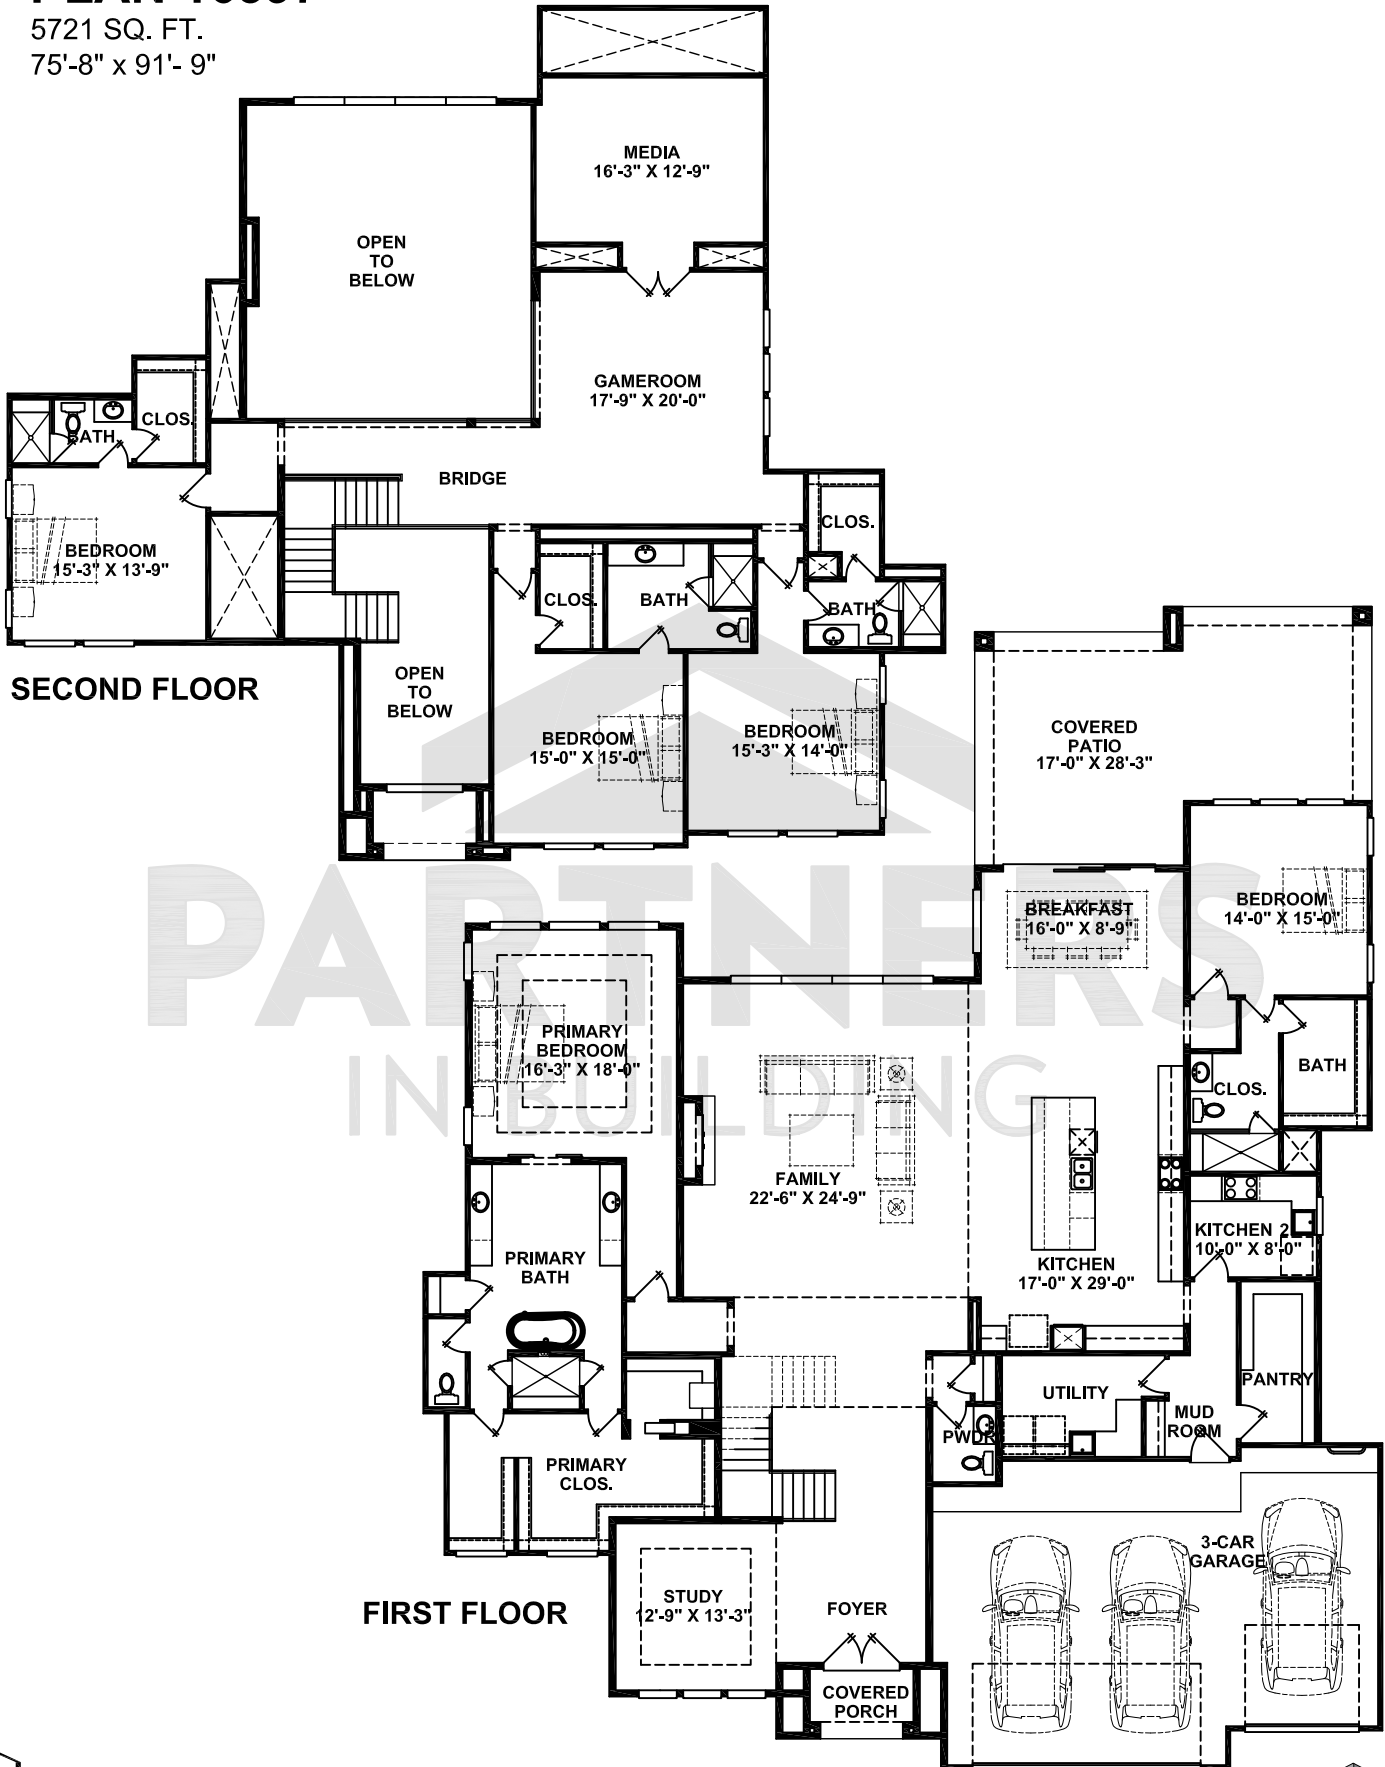 5721 SQ. FT.
75'-8" x 91'- 9"
MEDIA
16'-3" X 12'-9"
OPEN
TO
BELOW
GAMEROOM
17'-9" X 20'-0"
CLOS.
BATH
BRIDGE
BEDROOM
15'-3" X 13'-9"
CLOS.
CLOS.
BATH
BATH
SECOND FLOOR
OPEN
TO
BELOW
BEDROOM
15'-0" X 15'-0"
BEDROOM
15'-3" X 14'-0"
COVERED
PATIO
17'-0" X 28'-3"
PARTNERS
IN BUILDING
BREAKFAST
16'-0" X 8'-9"
BEDROOM
14'-0" X 15'-0"
PRIMARY
BEDROOM
16'-3" X 18'-0"
BATH
CLOS.
FAMILY
22'-6" X 24'-9"
KITCHEN 2
10'-0" X 8'-0"
PRIMARY
BATH
KITCHEN
17'-0" X 29'-0"
PANTRY
UTILITY
MUD
ROOM
PWDR
PRIMARY
CLOS.
3-CAR
GARAGE
STUDY
12'-9" X 13'-3"
FOYER
FIRST FLOOR
COVERED
PORCH